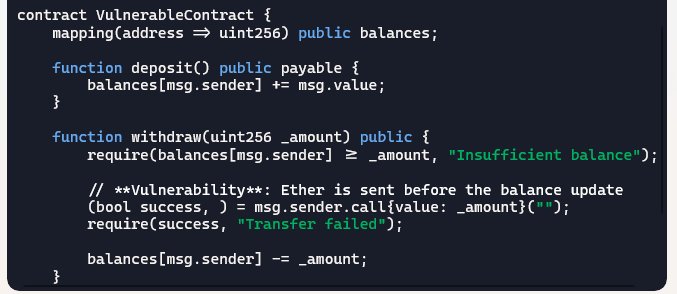 contract VulnerableContract {
    mapping(address => uint256) public balances;

    function deposit() public payable {
        balances[msg.sender] += msg.value;
    }

    function withdraw(uint256 _amount) public {
        require(balances[msg.sender] >= _amount, "Insufficient balance");

        // **Vulnerability**: Ether is sent before the balance update
        (bool success, ) = msg.sender.call{value: _amount}("");
        require(success, "Transfer failed");

        balances[msg.sender] -= _amount;
    }